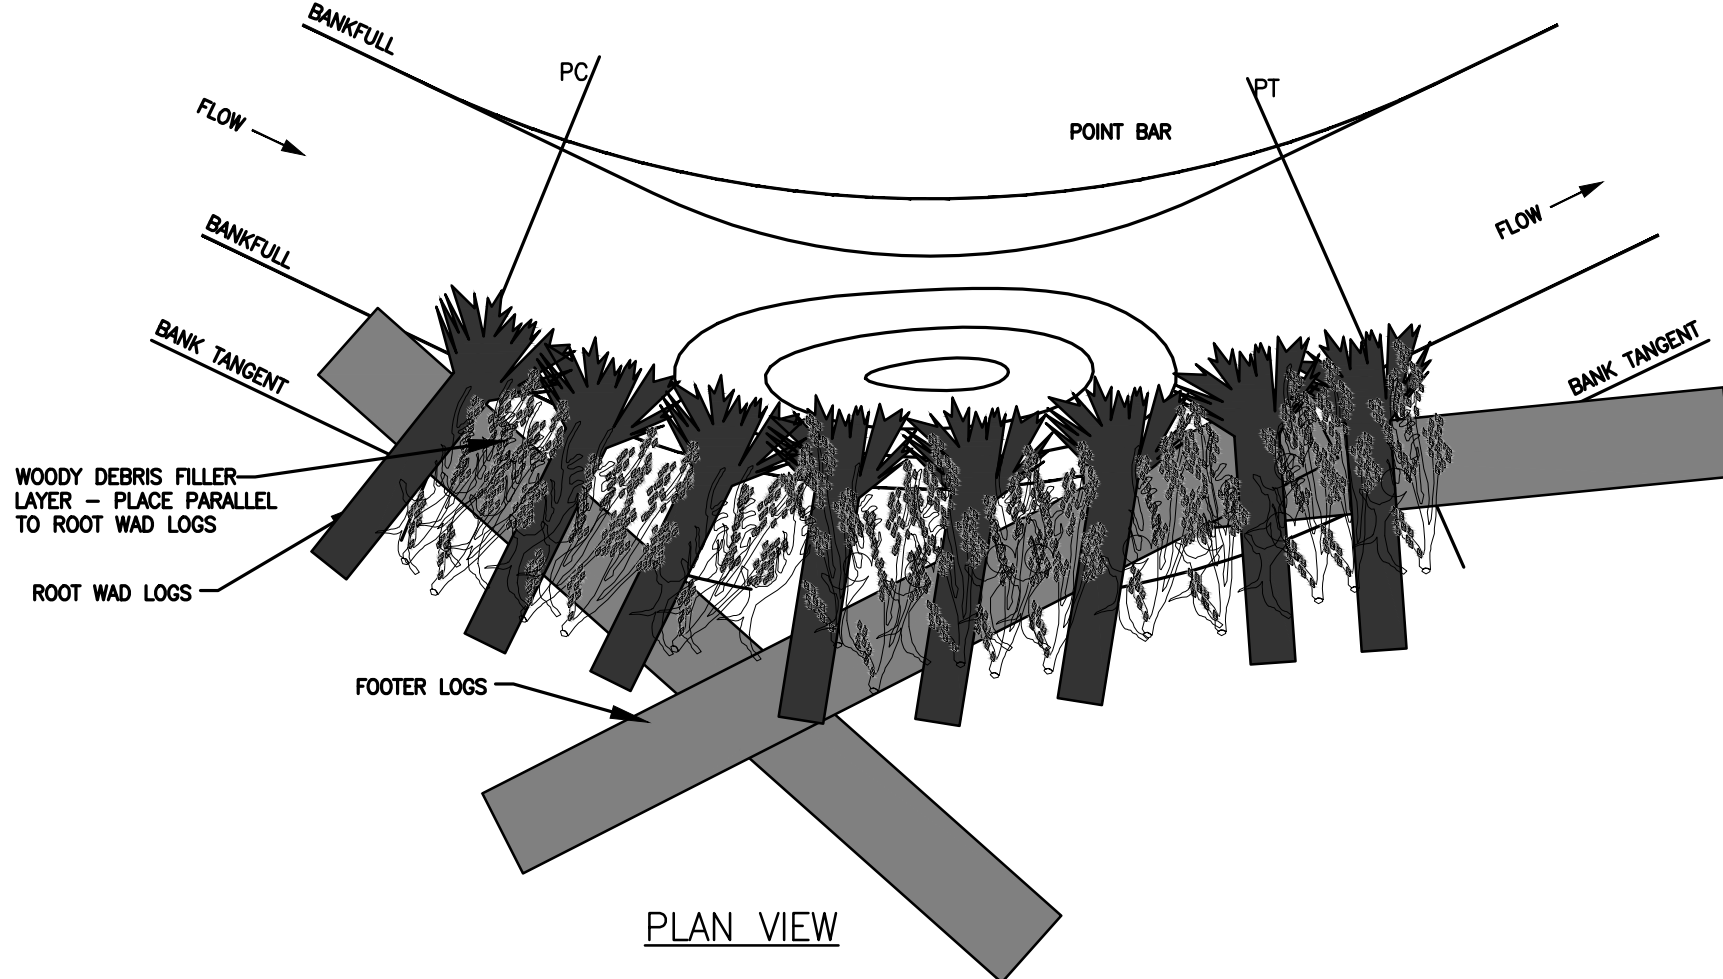 BANKFULL
PC
PT
FLOW
POINT BAR
FLOW
BANKFULL
BANK TANGENT
BANK TANGENT
WOODY DEBRIS FILLER
LAYER - PLACE PARALLEL
TO ROOT WAD LOGS
ROOT WAD LOGS
FOOTER LOGS
PLAN VIEW